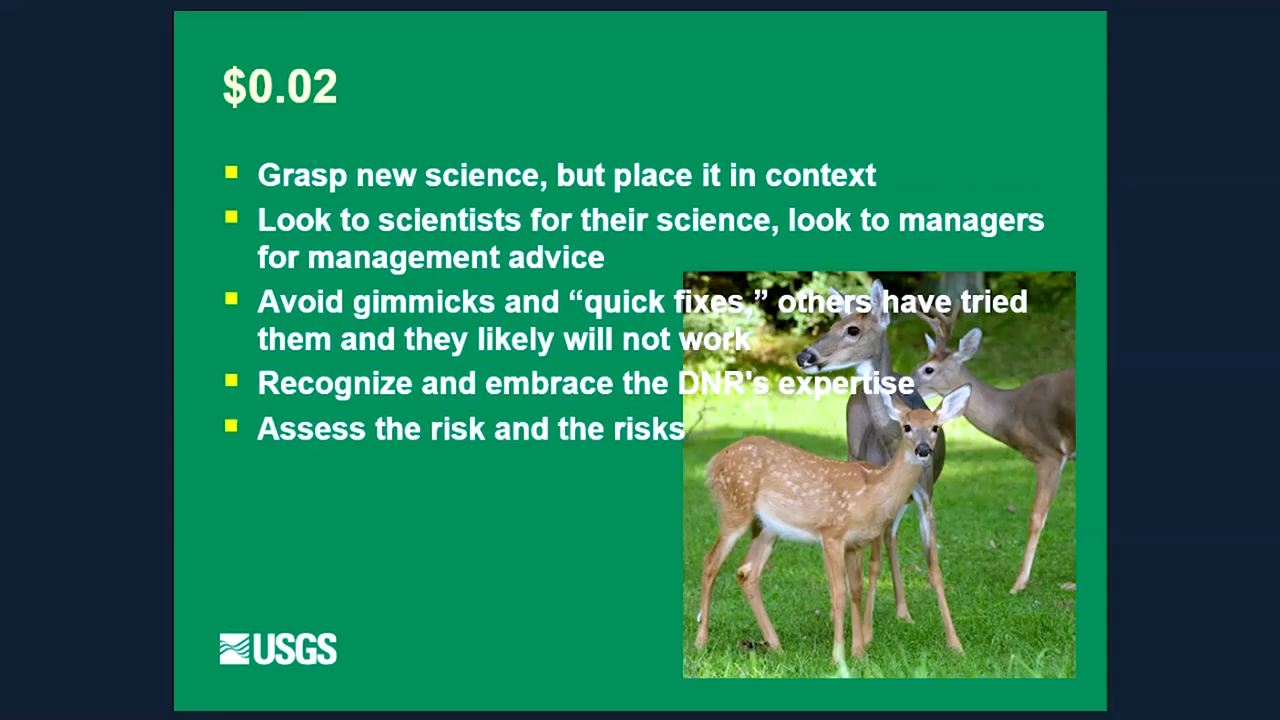 $0.02
Grasp new science, but place it in context
Look to scientists for their science, look to managers
for management advice
Avoid gimmicks and “quick fixes,” others have tried
them and they likely will not work
Recognize and embrace the DNR's expertise
Assess the risk and the risks
USGS